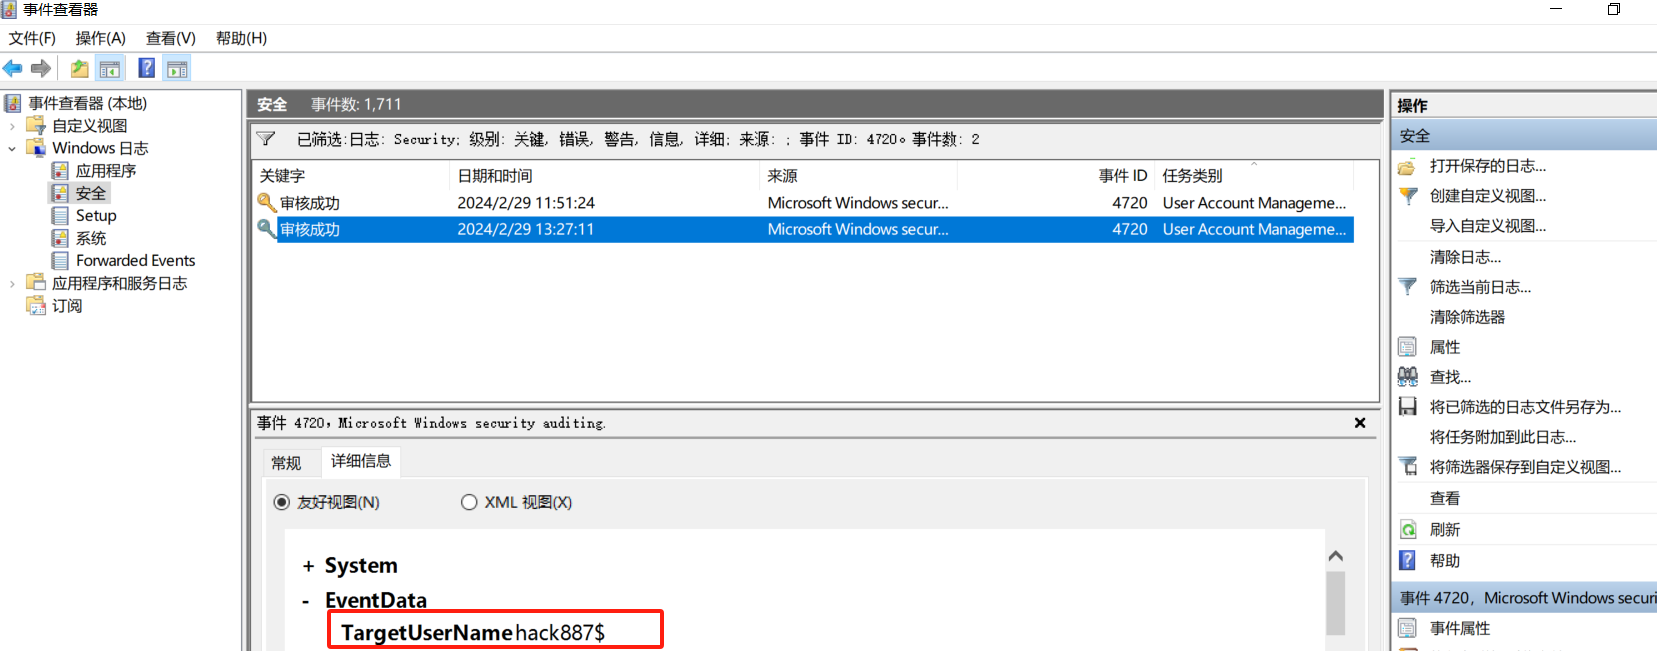 事件查看器
文件(F) 操作(A) 查看(V) 帮助(H)
事件查看器 (本地)
自定义视图
Windows 日志
应用程序
安全
Setup
系统
Forwarded Events
应用程序和服务日志
订阅
安全 事件数: 1,711
已筛选:日志: Security; 级别: 关键, 错误, 警告, 信息, 详细; 来源: ; 事件 ID: 4720。事件数: 2
关键字 日期和时间 来源 事件 ID 任务类别
审核成功 2024/2/29 11:51:24 Microsoft Windows secur... 4720 User Account Manageme...
审核成功 2024/2/29 13:27:11 Microsoft Windows secur... 4720 User Account Manageme...
事件 4720，Microsoft Windows security auditing.
常规 详细信息
友好视图(N) XML 视图(X)
+ System
- EventData
TargetUserName hack887$
操作
安全
打开保存的日志...
创建自定义视图...
导入自定义视图...
清除日志...
筛选当前日志...
清除筛选器
属性
查找...
将已筛选的日志文件另存为...
将任务附加到此日志...
将筛选器保存到自定义视图...
查看
刷新
帮助
事件 4720，Microsoft Windows securi
事件属性